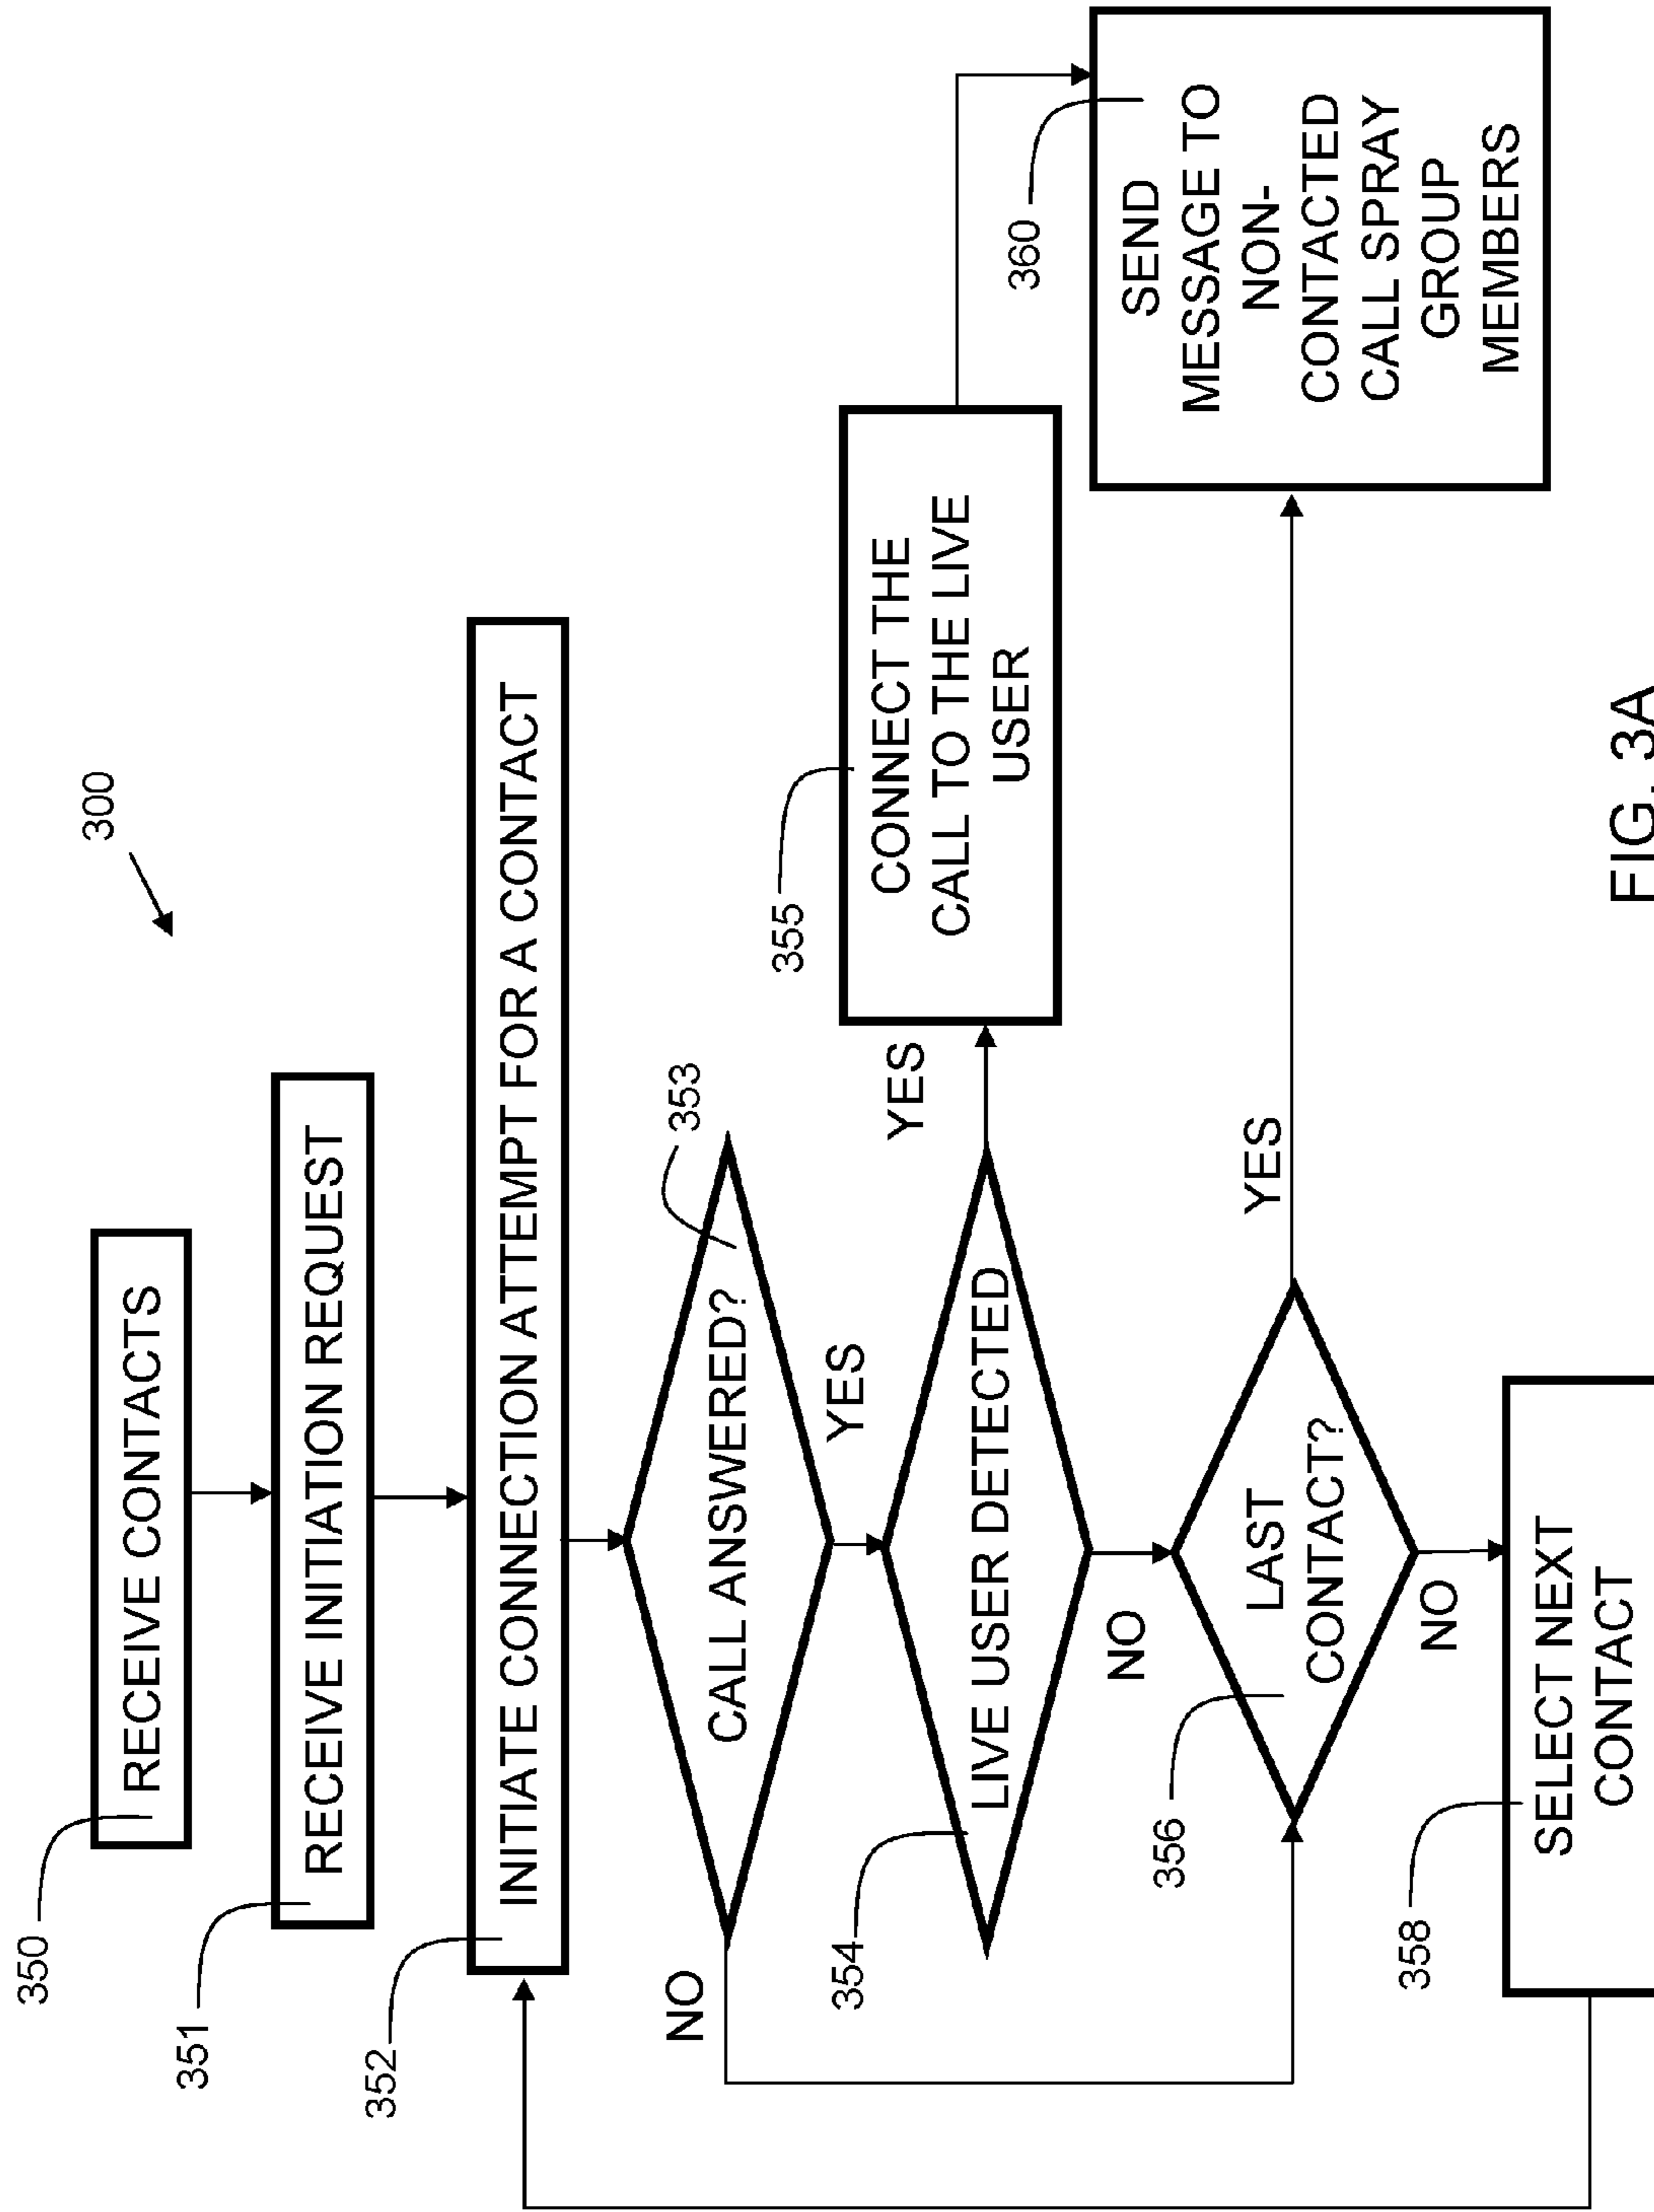 300
350
RECEIVE CONTACTS
351
RECEIVE INITIATION REQUEST
352
INITIATE CONNECTION ATTEMPT FOR A CONTACT
353
CALL ANSWERED?
NO
YES
354
LIVE USER DETECTED
YES
355
CONNECT THE
CALL TO THE LIVE
USER
NO
356
LAST
CONTACT?
YES
360
SEND
MESSAGE TO
NON-
CONTACTED
CALL SPRAY
GROUP
MEMBERS
NO
358
SELECT NEXT
CONTACT
FIG. 3A